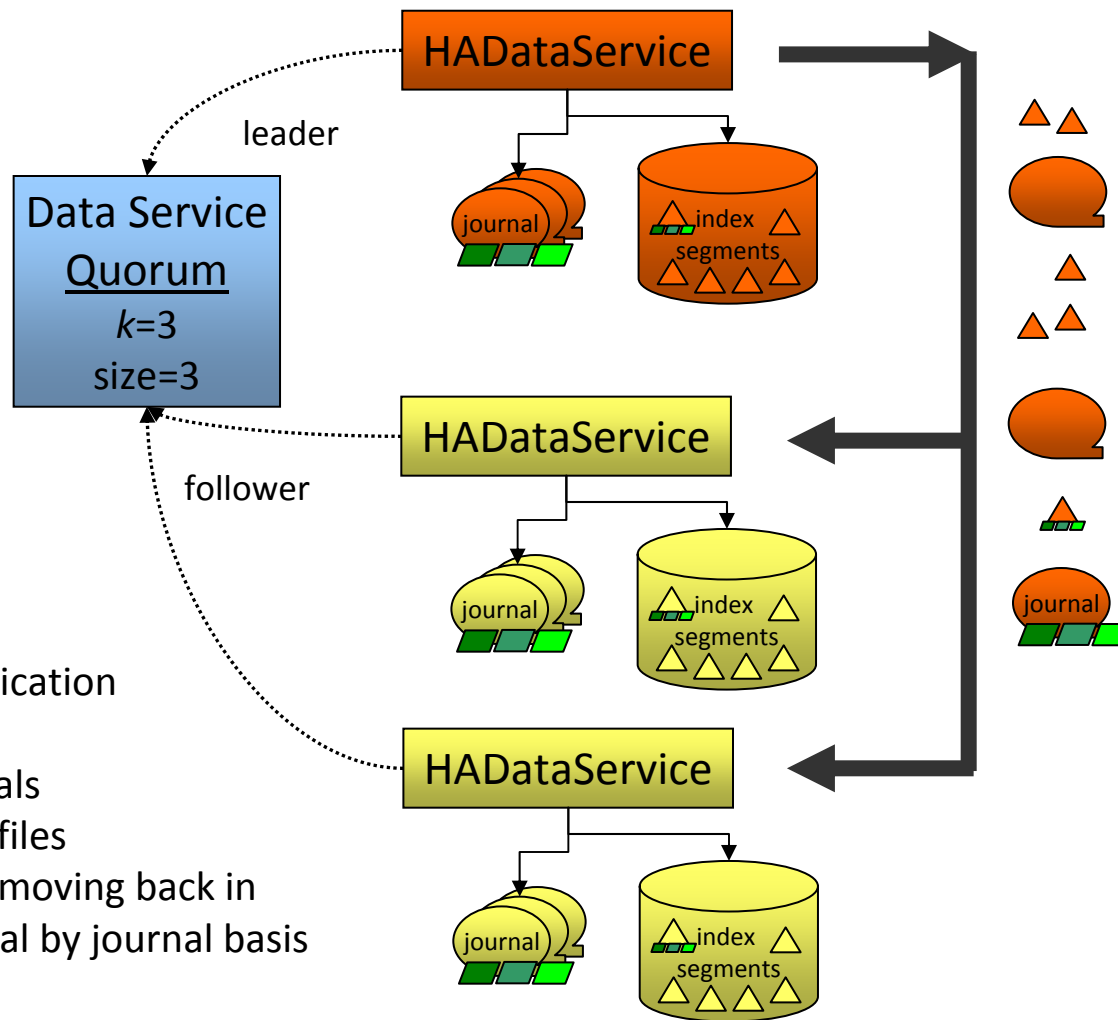 HADataService
leader
journal
index
segments
Data Service
Quorum
k=3
size=3
HADataService
follower
journal
index
segments
journal
ication
als
files
moving back in
al by journal basis
HADataService
journal
index
segments